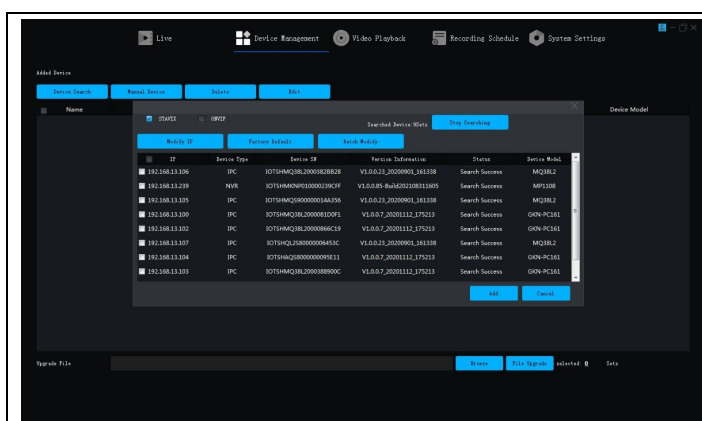 Live Device Management Video Playback Recording Schedule System Settings
Added Device
Device Search Manual Device Delete Edit
Name Device Model
STAVIX ONVIF Searched Device:9Sets Stop Searching
Modify IP Factory Default Batch Modify
IP Device Type Device SN Version Information Status Device Model
192.168.13.106 IPC IOTSHMQ38L2000382BB28 V1.0.0.23_20200901_161338 Search Success MQ38L2
192.168.13.239 NVR IOTSHMKNP010000239CFF V1.0.0.85-Build202108311605 Search Success MP1108
192.168.13.105 IPC IOTSHMQS900000014A356 V1.0.0.23_20200901_161338 Search Success MQ38L2
192.168.13.100 IPC IOTSHMQ38L2000081D0F1 V1.0.0.7_20201112_175213 Search Success GKN-PC161
192.168.13.102 IPC IOTSHMQ38L20000866C19 V1.0.0.7_20201112_175213 Search Success GKN-PC161
192.168.13.107 IPC IOTSHQL2S80000006453C V1.0.0.23_20200901_161338 Search Success MQ38L2
192.168.13.104 IPC IOTSHAQS8000000095E11 V1.0.0.7_20201112_175213 Search Success GKN-PC161
192.168.13.103 IPC IOTSHMQ38L2000388900C V1.0.0.7_20201112_175213 Search Success GKN-PC161
Add Cancel
Upgrade File Browse File Upgrade selected: 0 Sets